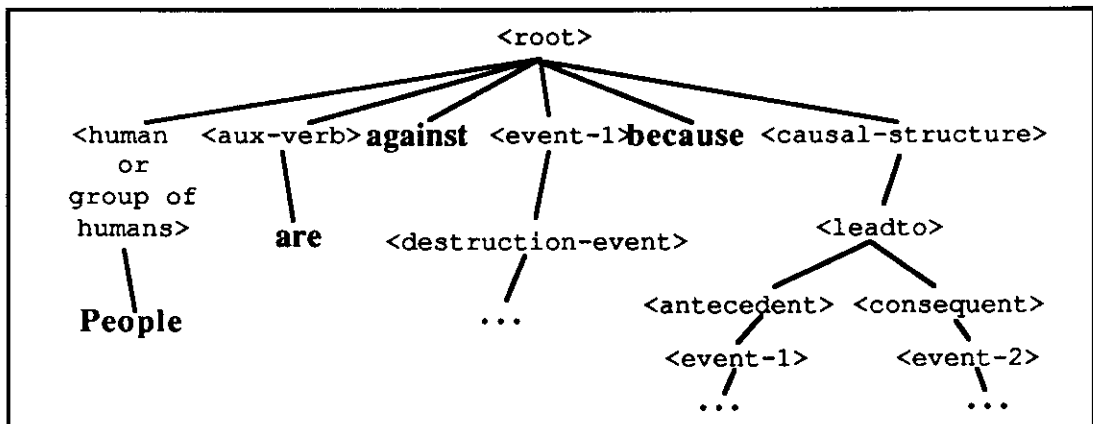 <root>
<human or group of humans> <aux-verb> against <event-1> because <causal-structure>
are <destruction-event> <leadto>
People ... <antecedent> <consequent>
<event-1> <event-2>
... ...